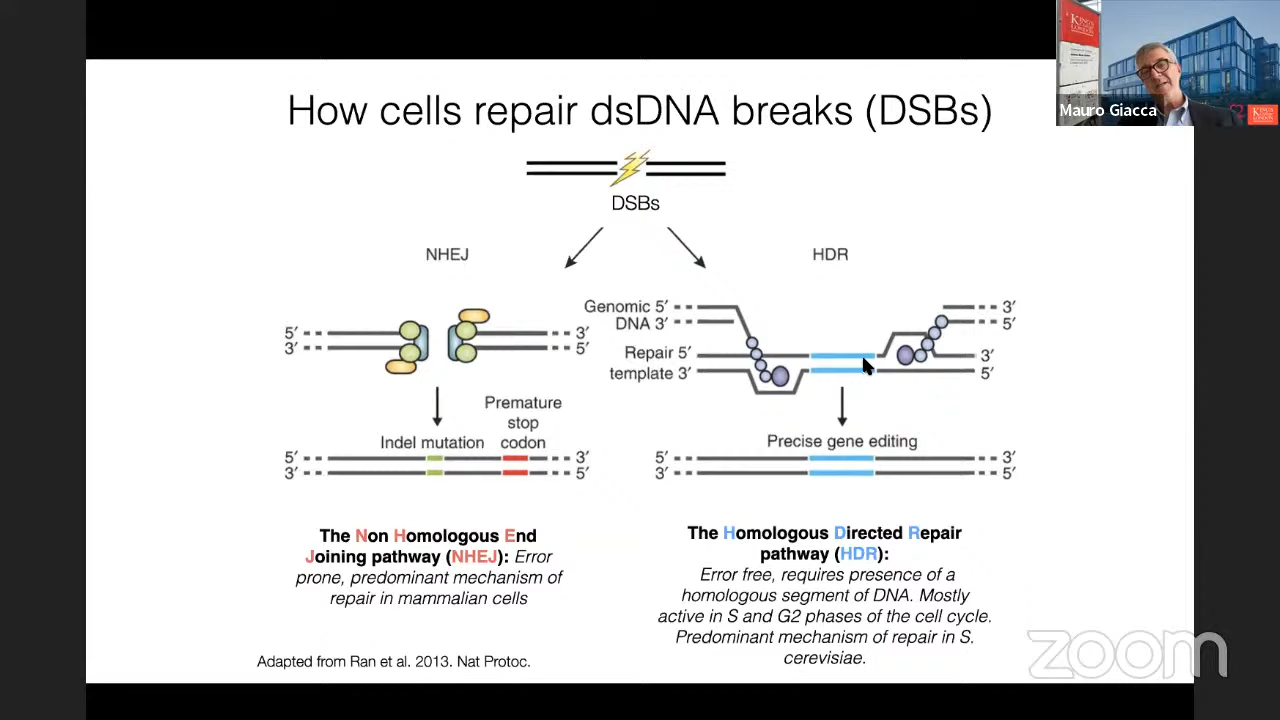 How cells repair dsDNA breaks (DSBs)
KING'S
LONDON
Mauro Giacca
DSBs
NHEJ
HDR
5′ 3′
3′ 5′
Genomic 5′ 3′
DNA 3′ 5′
Repair 5′ 3′
template 3′ 5′
Indel mutation
Premature
stop
codon
5′ 3′
3′ 5′
Precise gene editing
5′ 3′
3′ 5′
The Non Homologous End
Joining pathway (NHEJ): Error
prone, predominant mechanism of
repair in mammalian cells
The Homologous Directed Repair
pathway (HDR):
Error free, requires presence of a
homologous segment of DNA. Mostly
active in S and G2 phases of the cell cycle.
Predominant mechanism of repair in S.
cerevisiae.
Adapted from Ran et al. 2013. Nat Protoc.
zoom